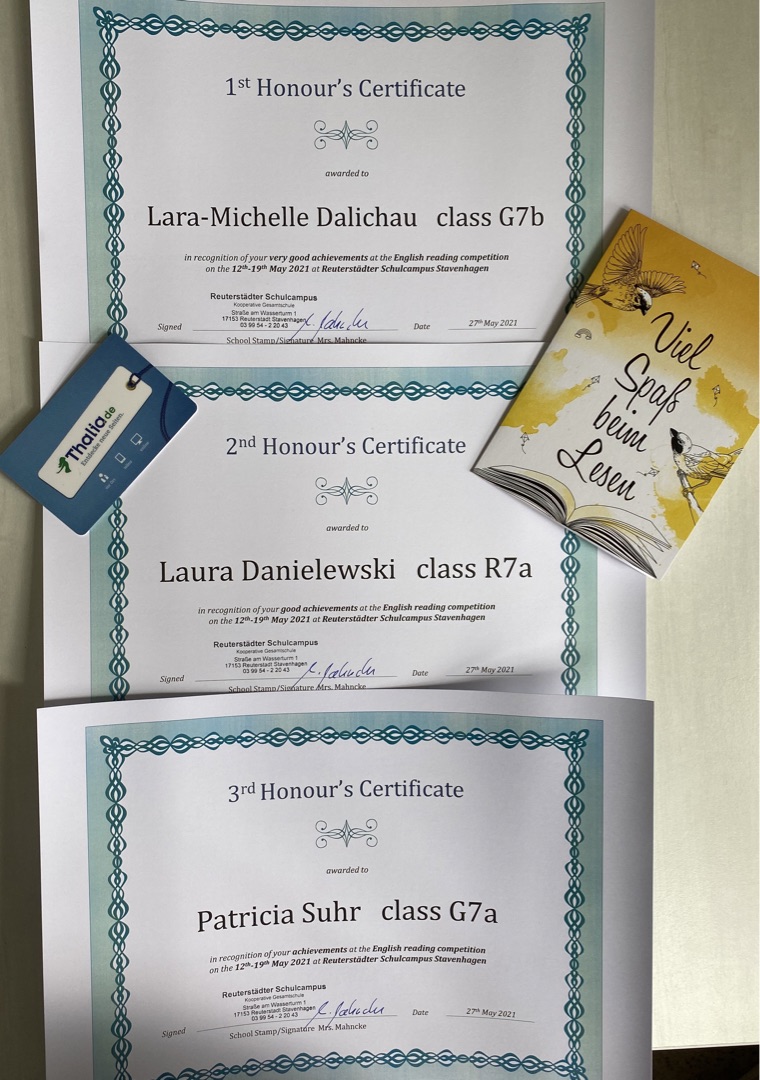 1st Honour's Certificate
awarded to
Lara-Michelle Dalichau class G7b
in recognition of your very good achievements at the English reading competition
on the 12th-19th May 2021 at Reuterstädter Schulcampus Stavenhagen
Reuterstädter Schulcampus
Kooperative Gesamtschule
Straße am Wasserturm 1
17153 Reuterstadt Stavenhagen
03 99 54 - 2 20 43
Signed Date 27th May 2021
School Stamp/Signature Mrs. Mahncke
Viel
Spaß
beim
Lesen
Thalia.de
Entdecke neue Seiten.
2nd Honour's Certificate
awarded to
Laura Danielewski class R7a
in recognition of your good achievements at the English reading competition
on the 12th-19th May 2021 at Reuterstädter Schulcampus Stavenhagen
Reuterstädter Schulcampus
Kooperative Gesamtschule
Straße am Wasserturm 1
17153 Reuterstadt Stavenhagen
03 99 54 - 2 20 43
Signed Date 27th May 2021
School Stamp/Signature Mrs. Mahncke
3rd Honour's Certificate
awarded to
Patricia Suhr class G7a
in recognition of your achievements at the English reading competition
on the 12th-19th May 2021 at Reuterstädter Schulcampus Stavenhagen
Reuterstädter Schulcampus
Kooperative Gesamtschule
Straße am Wasserturm 1
17153 Reuterstadt Stavenhagen
03 99 54 - 2 20 43
Signed Date 27th May 2021
School Stamp/Signature Mrs. Mahncke